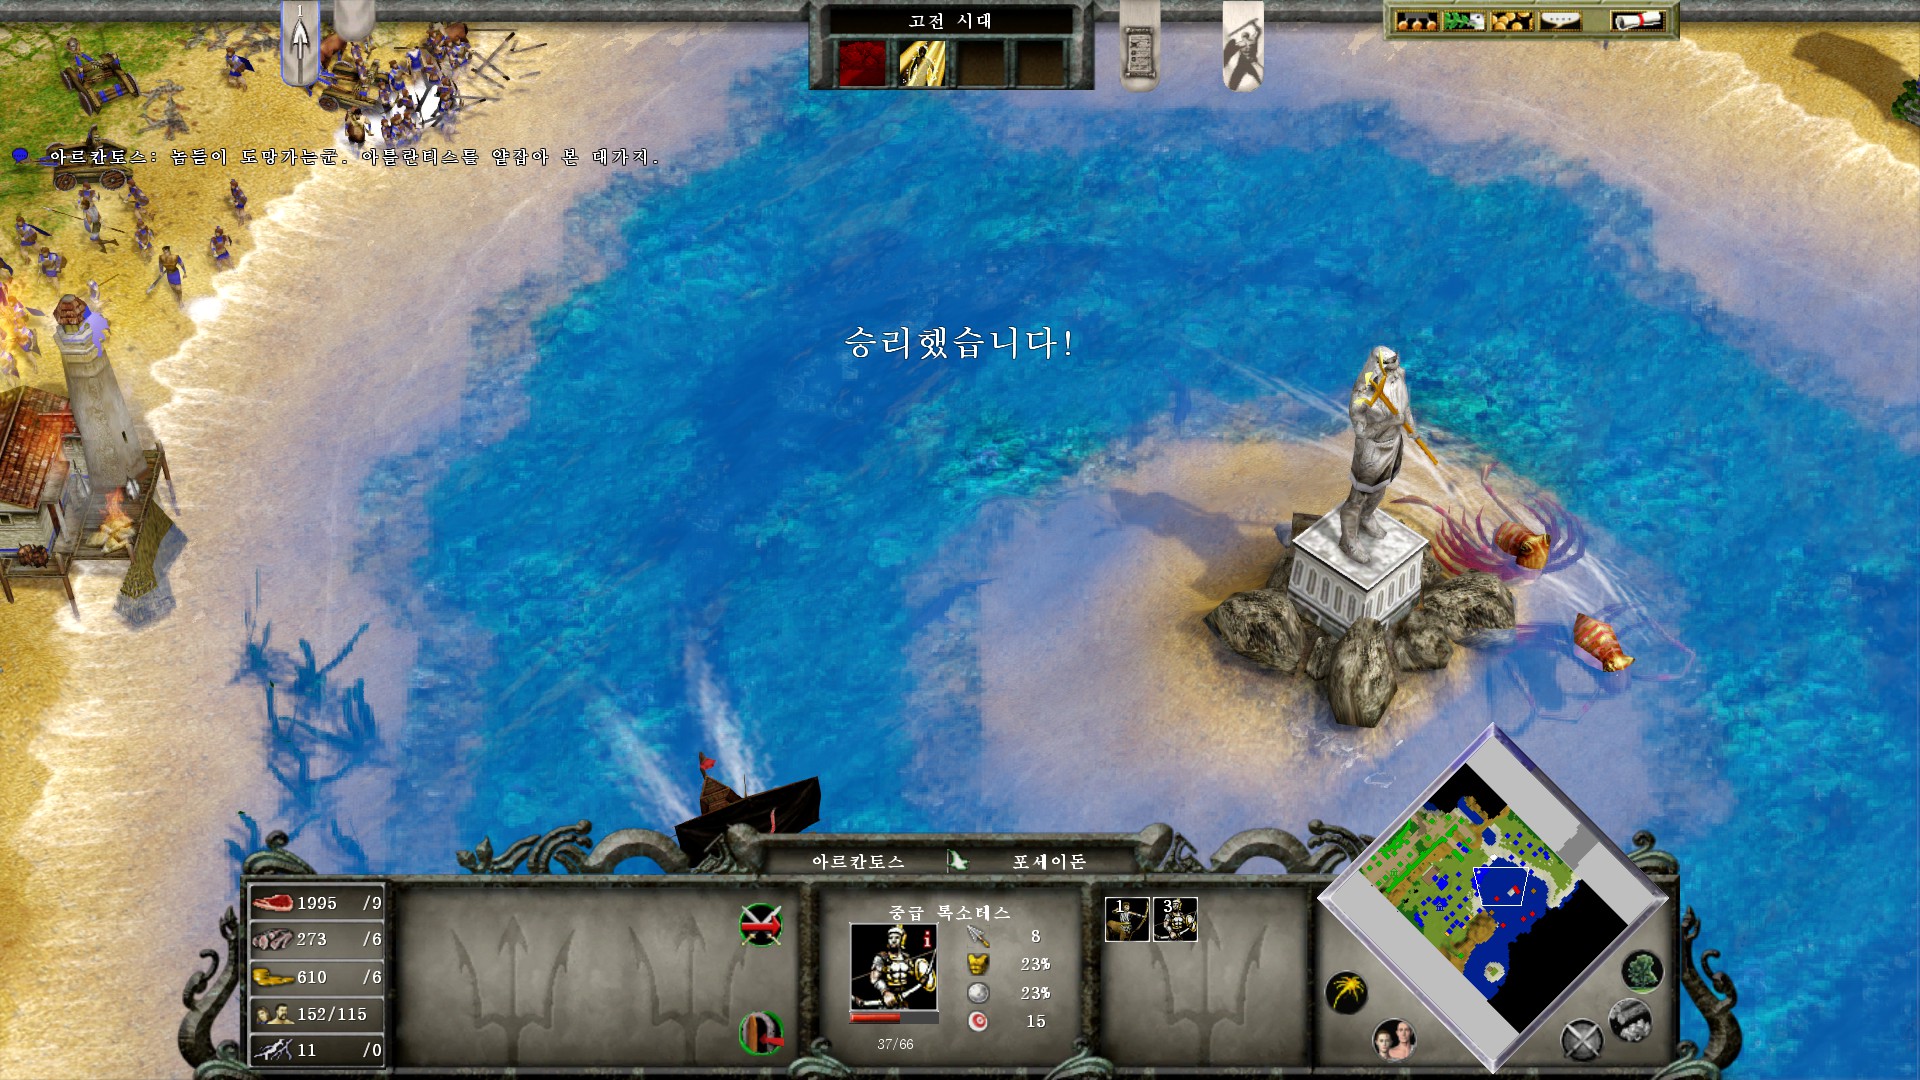 1
고전 시대
아르칸토스: 놈들이 도망가는군. 아틀란티스를 얕잡아 본 대가지.
승리했습니다!
아르칸토스
포세이돈
1995 /9
273 /6
610 /6
152/115
11 /0
중급 톡소테스
i
8
23%
23%
15
37/66
1 3